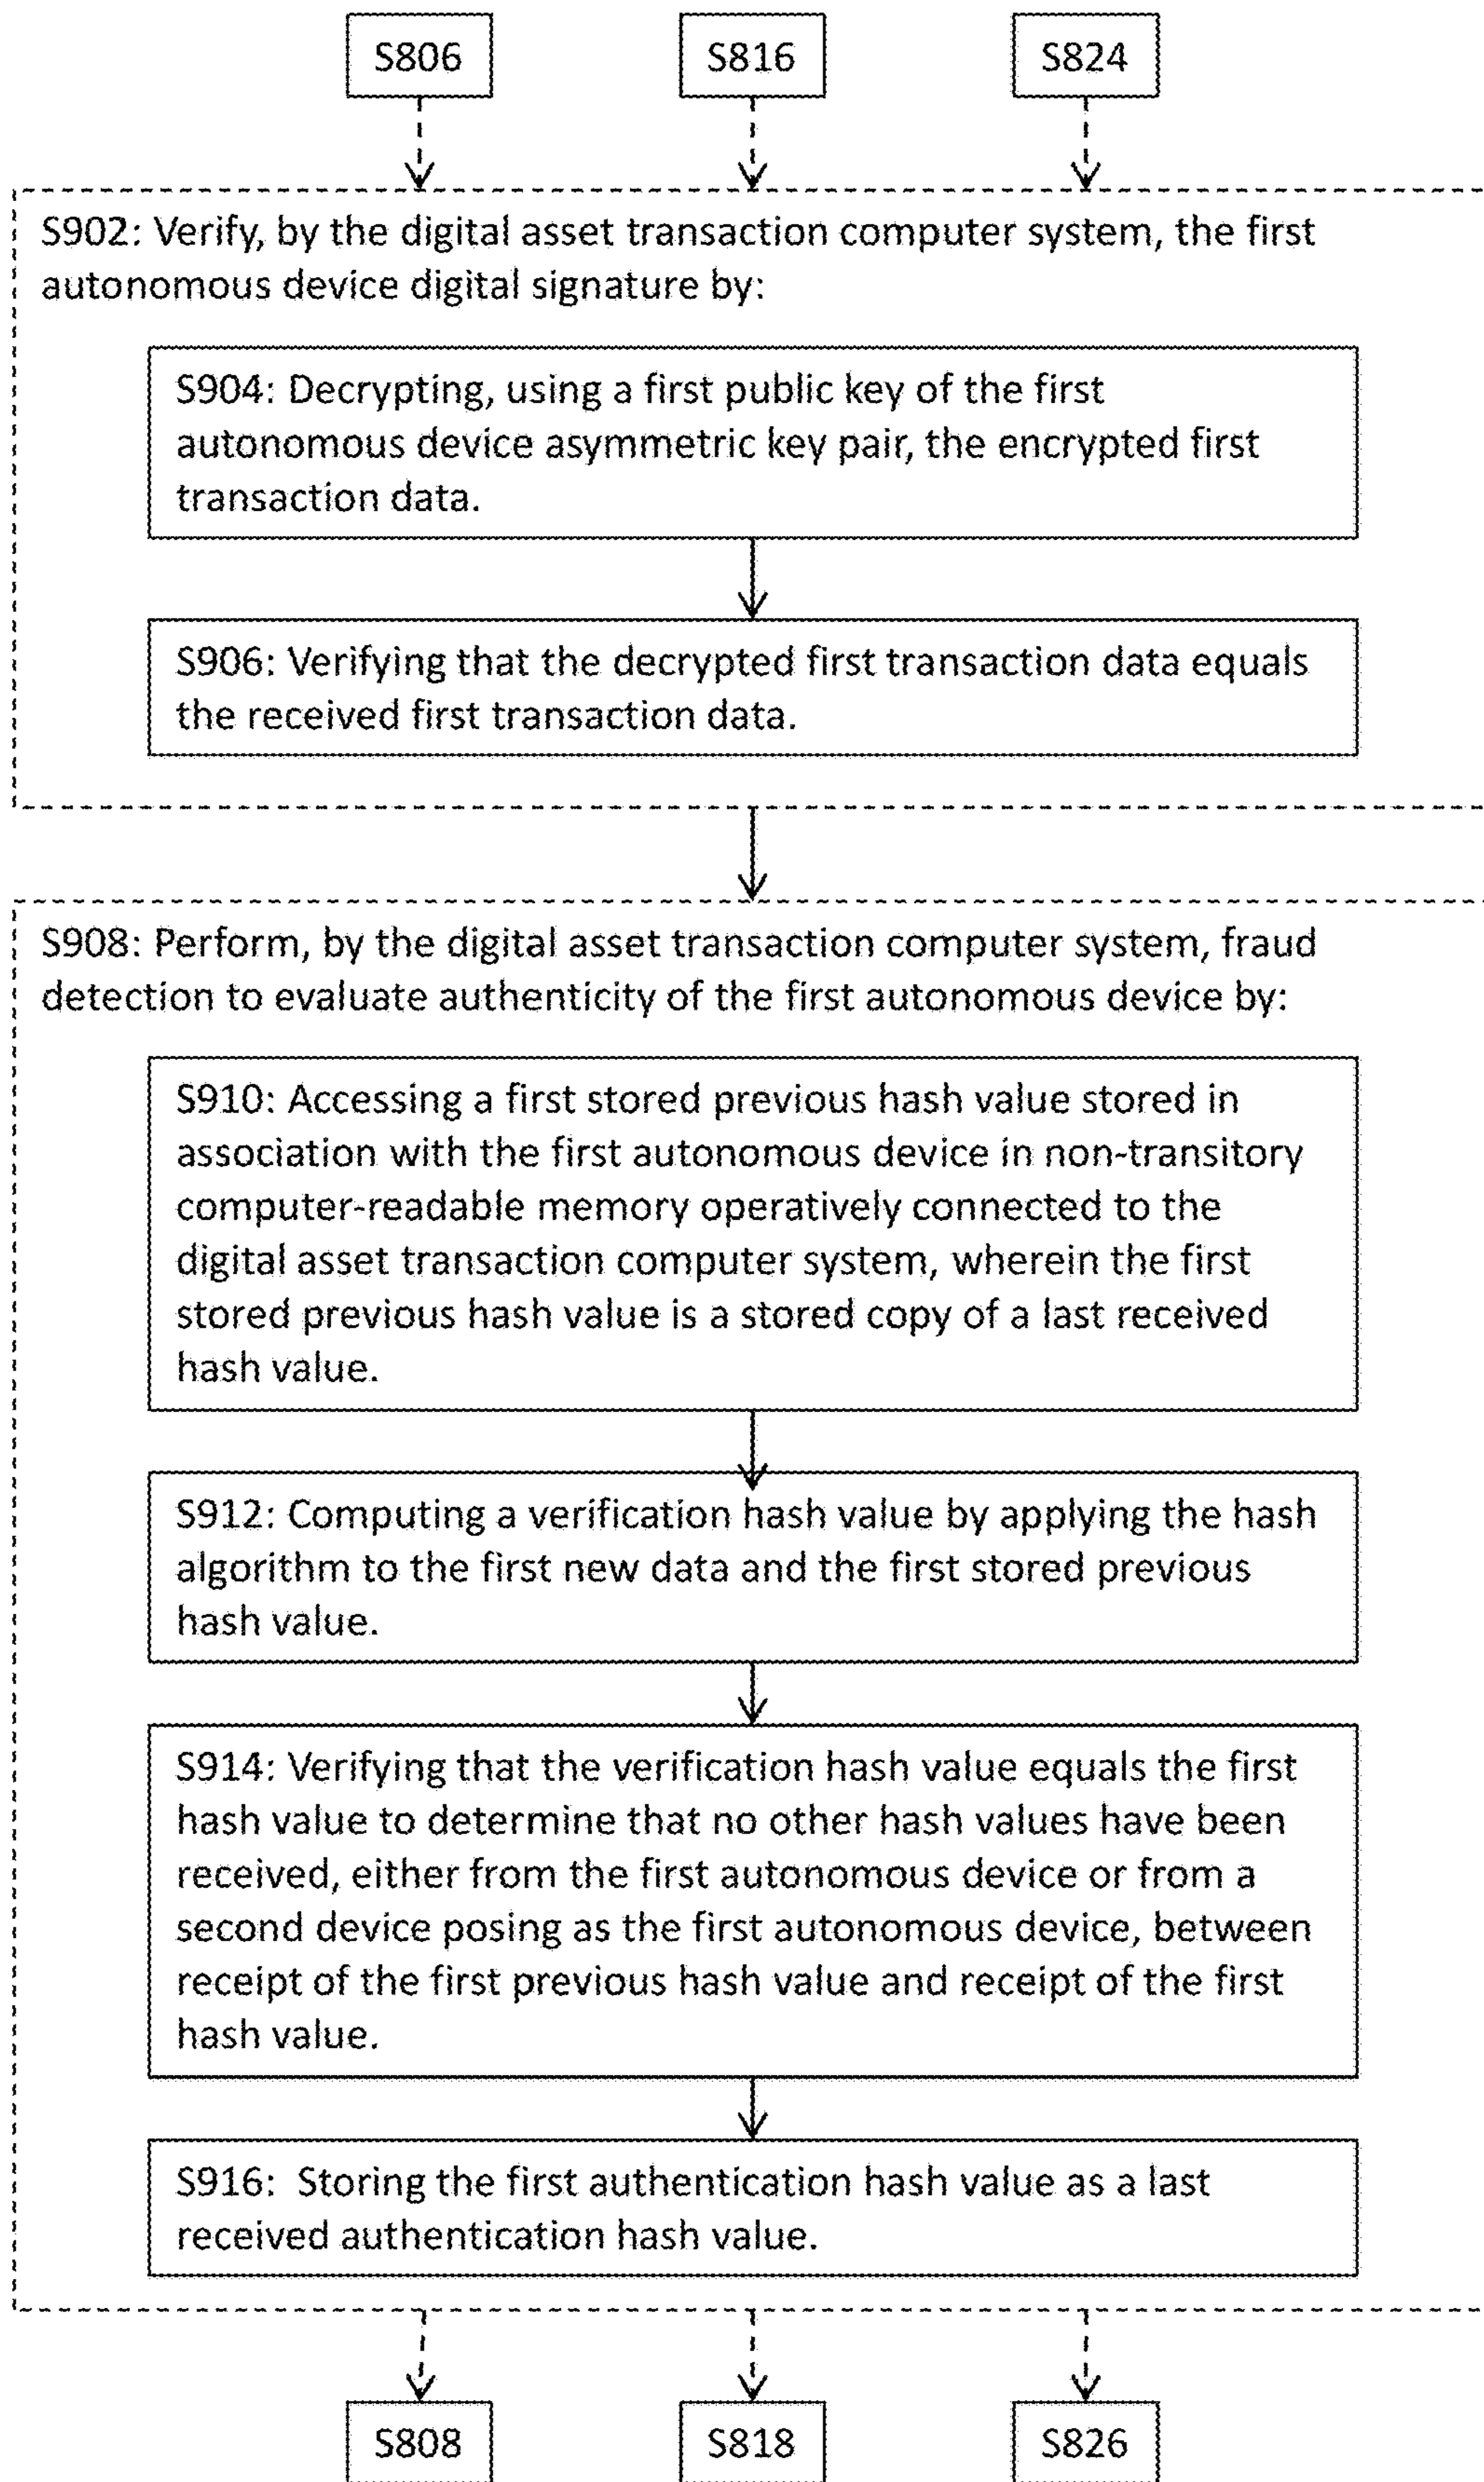 S806 S816 S824
S902: Verify, by the digital asset transaction computer system, the first
autonomous device digital signature by:
S904: Decrypting, using a first public key of the first
autonomous device asymmetric key pair, the encrypted first
transaction data.
S906: Verifying that the decrypted first transaction data equals
the received first transaction data.
S908: Perform, by the digital asset transaction computer system, fraud
detection to evaluate authenticity of the first autonomous device by:
S910: Accessing a first stored previous hash value stored in
association with the first autonomous device in non-transitory
computer-readable memory operatively connected to the
digital asset transaction computer system, wherein the first
stored previous hash value is a stored copy of a last received
hash value.
S912: Computing a verification hash value by applying the hash
algorithm to the first new data and the first stored previous
hash value.
S914: Verifying that the verification hash value equals the first
hash value to determine that no other hash values have been
received, either from the first autonomous device or from a
second device posing as the first autonomous device, between
receipt of the first previous hash value and receipt of the first
hash value.
S916: Storing the first authentication hash value as a last
received authentication hash value.
S808 S818 S826